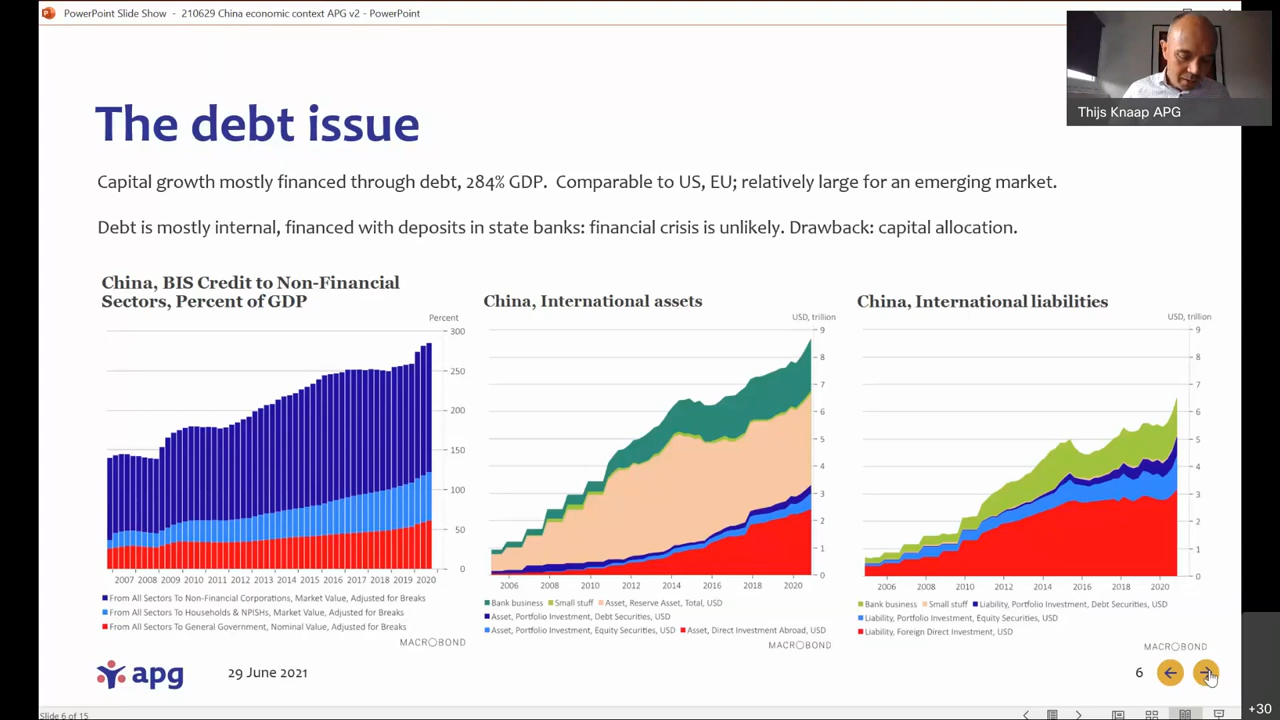 PowerPoint Slide Show - 210629 China economic context APG v2 - PowerPoint
Thijs Knaap APG
The debt issue
Capital growth mostly financed through debt, 284% GDP. Comparable to US, EU; relatively large for an emerging market.
Debt is mostly internal, financed with deposits in state banks: financial crisis is unlikely. Drawback: capital allocation.
China, BIS Credit to Non-Financial
Sectors, Percent of GDP
Percent
300
250
200
150
100
50
0
2007 2008 2009 2010 2011 2012 2013 2014 2015 2016 2017 2018 2019 2020
From All Sectors To Non-Financial Corporations, Market Value, Adjusted for Breaks
From All Sectors To Households & NPISHs, Market Value, Adjusted for Breaks
From All Sectors To General Government, Nominal Value, Adjusted for Breaks
MACROBOND
China, International assets
USD, trillion
9
8
7
6
5
4
3
2
1
0
2006 2008 2010 2012 2014 2016 2018 2020
Bank business Small stuff Asset, Reserve Asset, Total, USD
Asset, Portfolio Investment, Debt Securities, USD
Asset, Portfolio Investment, Equity Securities, USD Asset, Direct Investment Abroad, USD
MACROBOND
China, International liabilities
USD, trillion
9
8
7
6
5
4
3
2
1
0
2006 2008 2010 2012 2014 2016 2018 2020
Bank business Small stuff Liability, Portfolio Investment, Debt Securities, USD
Liability, Portfolio Investment, Equity Securities, USD
Liability, Foreign Direct Investment, USD
MACROBOND
apg
29 June 2021
6
Slide 6 of 15
+30